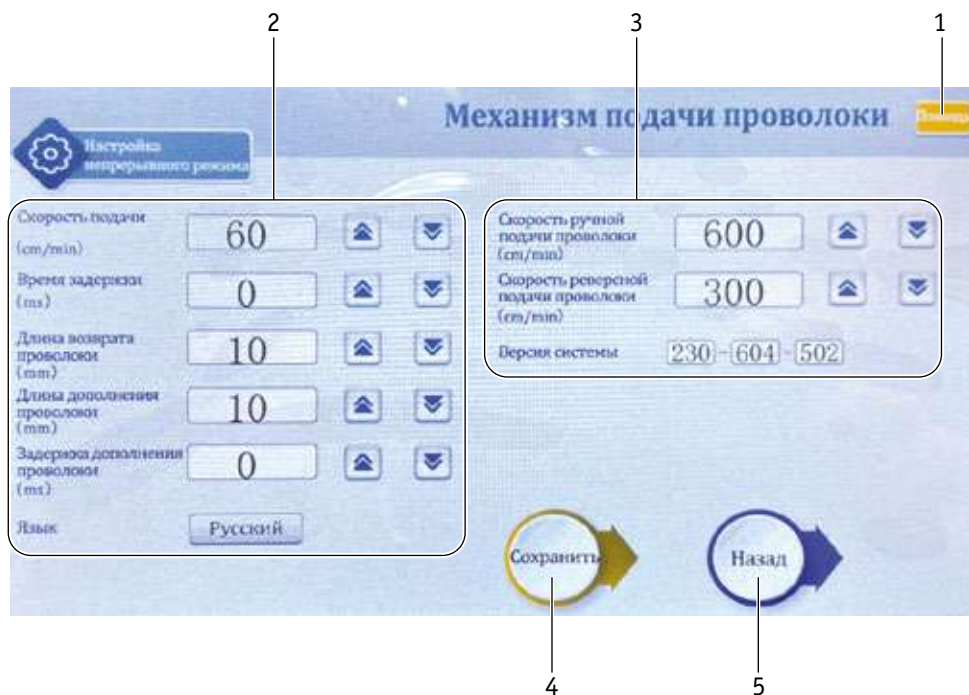 2 3 1
Механизм подачи проволоки
Помощь
Настройка
непрерывного режима
Скорость подачи
(cm/min)
60
Время задержки
(ms)
0
Длина возврата
проволоки
(mm)
10
Длина дополнения
проволоки
(mm)
10
Задержка дополнения
проволоки
(ms)
0
Язык
Русский
Скорость ручной
подачи проволоки
(cm/min)
600
Скорость реверсной
подачи проволоки
(cm/min)
300
Версия системы
230-604-502
Сохранить
Назад
4 5